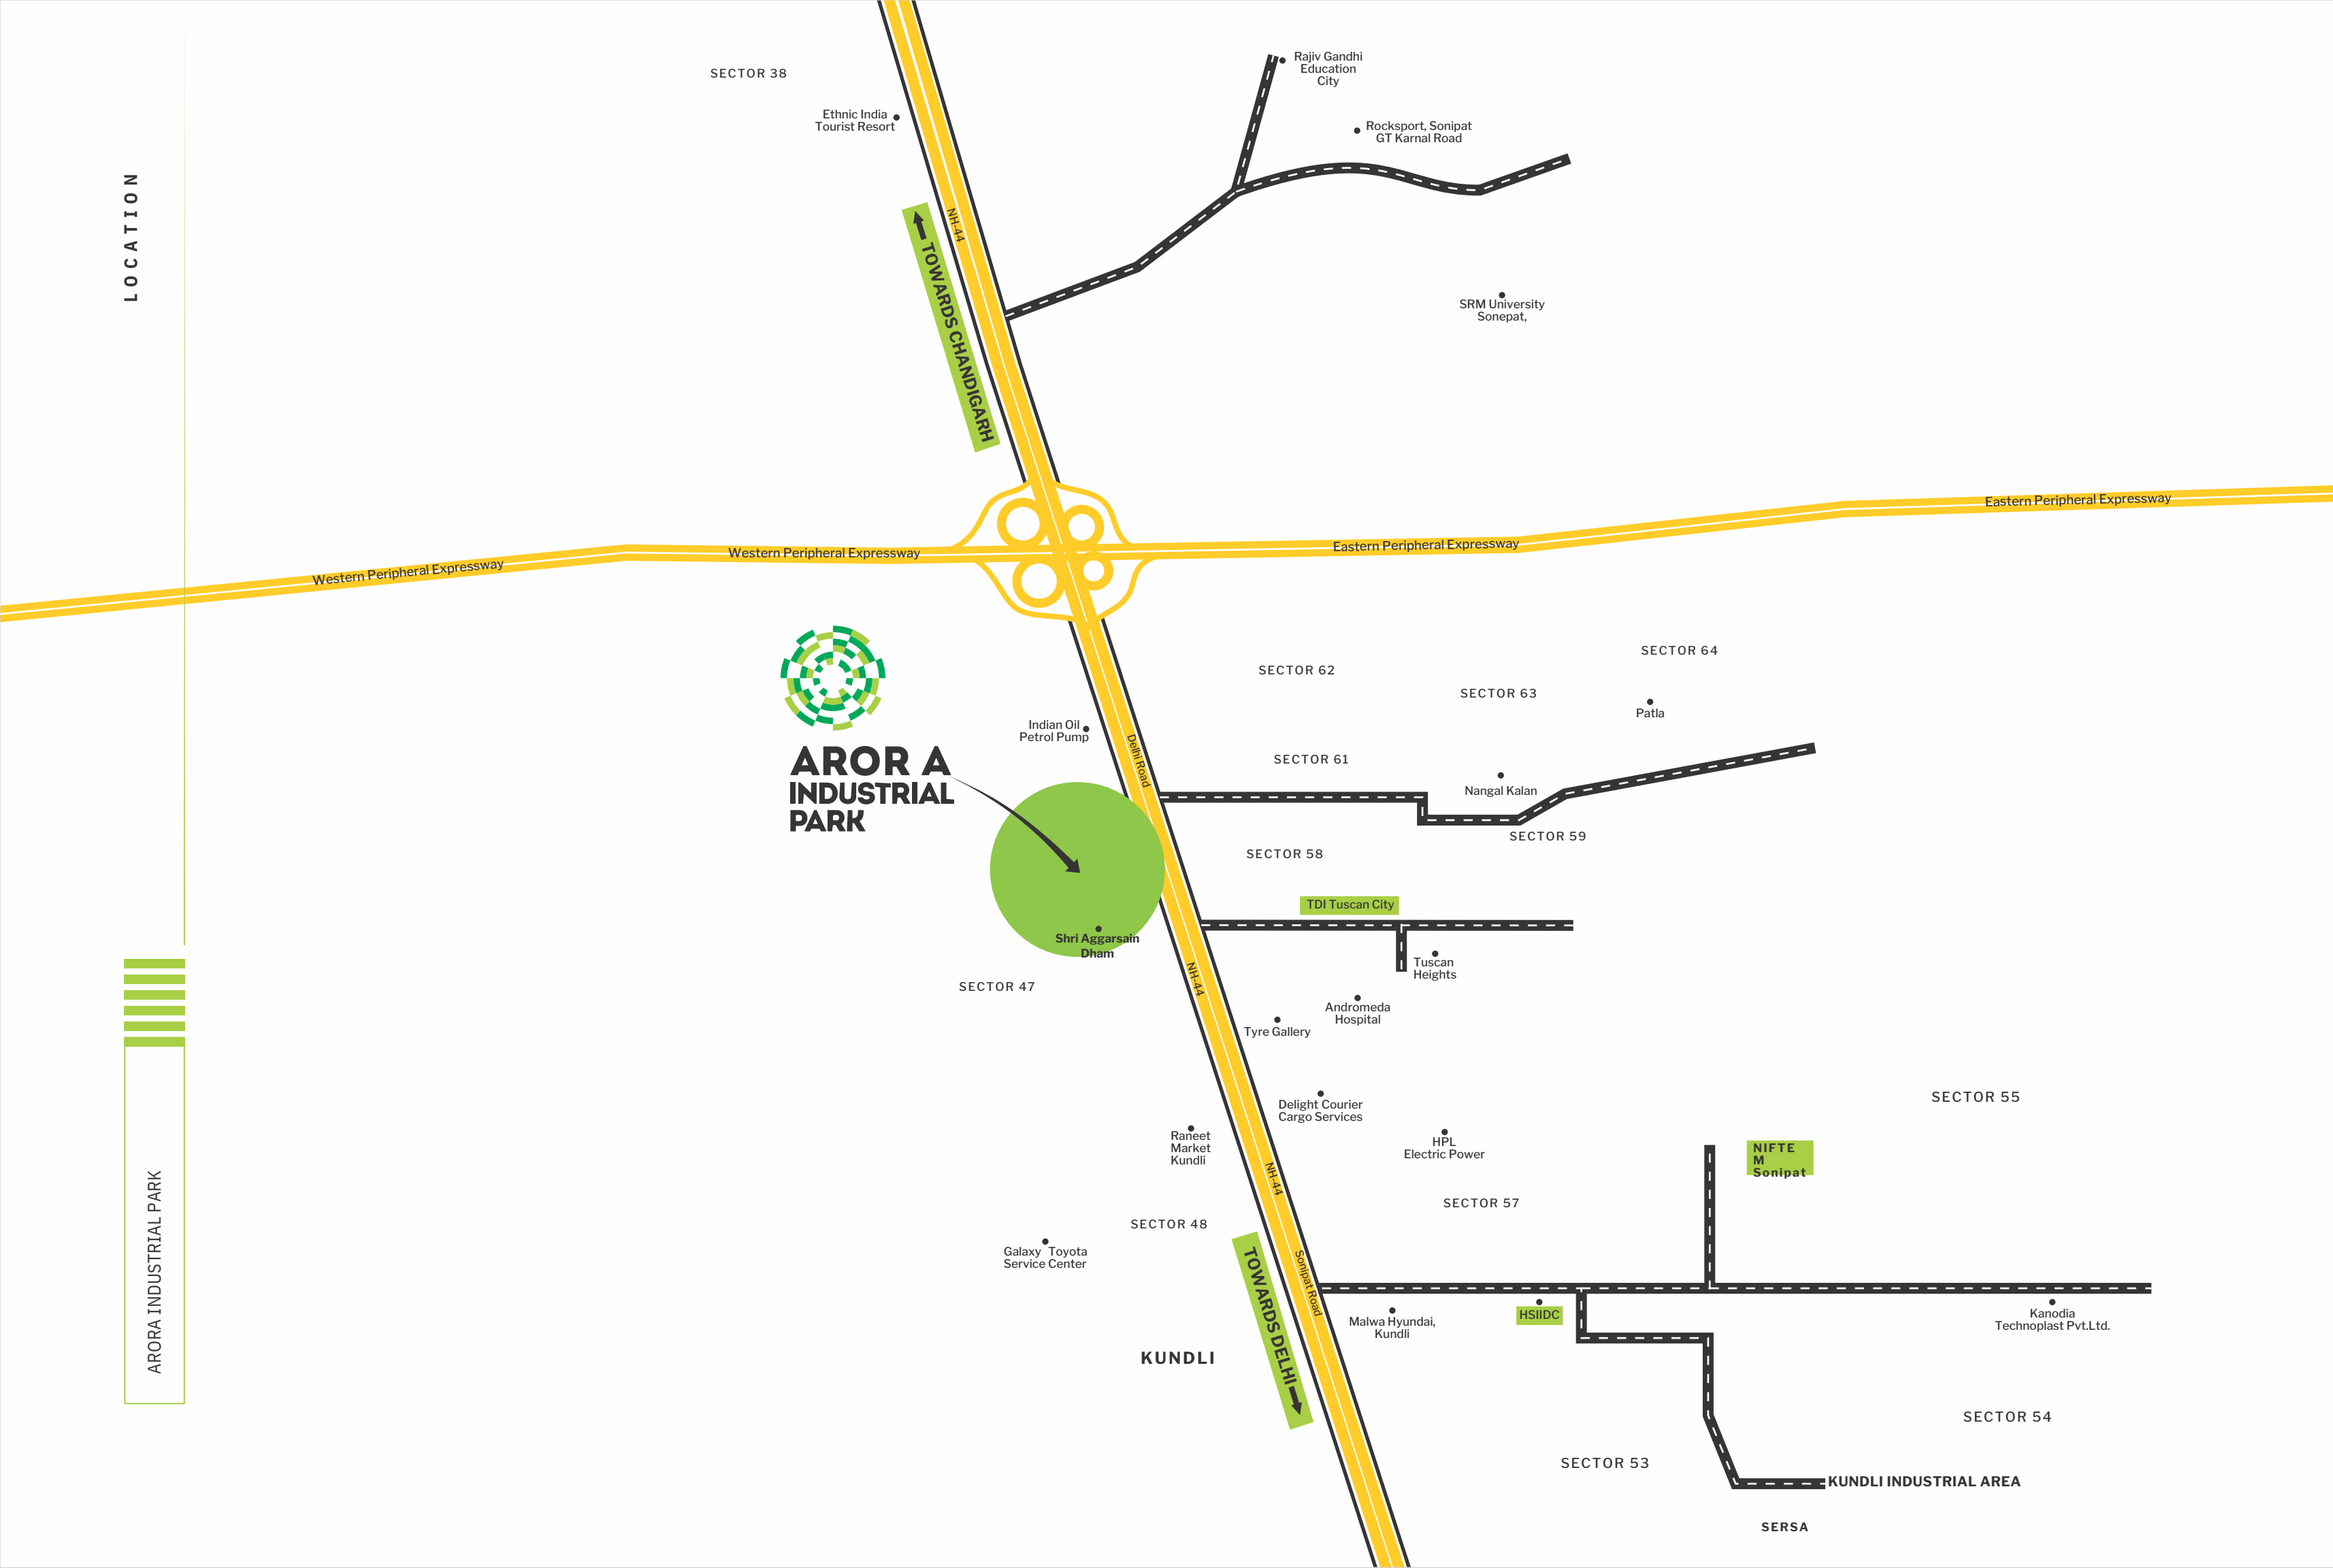 LOCATION
ARORA INDUSTRIAL PARK
SECTOR 38
Ethnic India
Tourist Resort
Rajiv Gandhi
Education
City
Rocksport, Sonipat
GT Karnal Road
NH-44
TOWARDS CHANDIGARH
SRM University
Sonepat,
Western Peripheral Expressway
Western Peripheral Expressway
Eastern Peripheral Expressway
Eastern Peripheral Expressway
ARORA
INDUSTRIAL
PARK
Indian Oil
Petrol Pump
Delhi Road
SECTOR 62
SECTOR 64
SECTOR 63
Patla
SECTOR 61
Nangal Kalan
SECTOR 59
SECTOR 58
TDI Tuscan City
Shri Aggarsain
Dham
SECTOR 47
NH-44
Tuscan
Heights
Andromeda
Hospital
Tyre Gallery
Delight Courier
Cargo Services
Raneet
Market
Kundli
HPL
Electric Power
SECTOR 55
NIFTE
M
Sonipat
NH-44
SECTOR 57
SECTOR 48
Galaxy Toyota
Service Center
Sonipat Road
TOWARDS DELHI
Malwa Hyundai,
Kundli
HSIIDC
Kanodia
Technoplast Pvt.Ltd.
KUNDLI
SECTOR 54
SECTOR 53
KUNDLI INDUSTRIAL AREA
SERSA